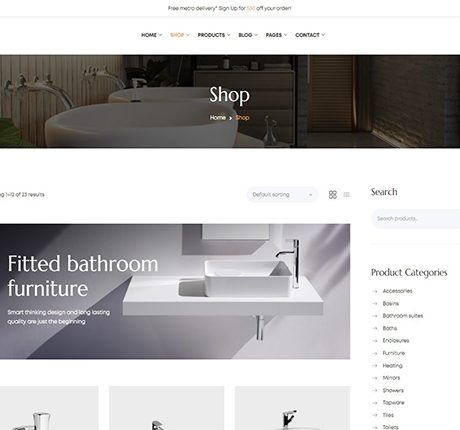 Free metro delivery* Sign Up for $50 off your order!
HOME SHOP PRODUCTS BLOG PAGES CONTACT
Shop
Home > Shop
1–12 of 23 results
Default sorting
Search
Search products..
Fitted bathroom
furniture
Smart thinking design and long lasting
quality are just the beginning
Product Categories
Accessories
Basins
Bathroom suites
Baths
Enclosures
Furniture
Heating
Mirrors
Showers
Tapware
Tiles
Toilets